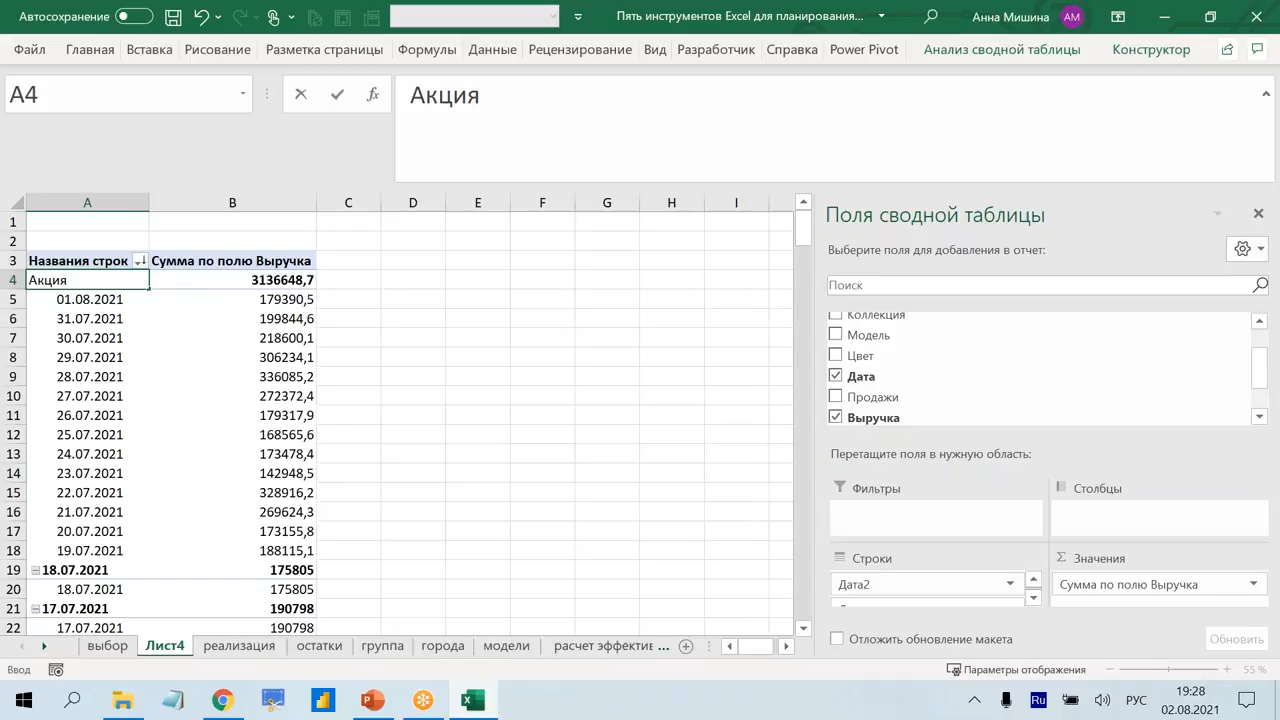 Автосохранение
Пять инструментов Excel для планирования...
Анна Мишина
АМ
Файл Главная Вставка Рисование Разметка страницы Формулы Данные Рецензирование Вид Разработчик Справка Power Pivot Анализ сводной таблицы Конструктор
A4
fx
Акция
A B C D E F G H I
1
2
3 Названия строк Сумма по полю Выручка
4 Акция 3136648,7
5 01.08.2021 179390,5
6 31.07.2021 199844,6
7 30.07.2021 218600,1
8 29.07.2021 306234,1
9 28.07.2021 336085,2
10 27.07.2021 272372,4
11 26.07.2021 179317,9
12 25.07.2021 168565,6
13 24.07.2021 173478,4
14 23.07.2021 142948,5
15 22.07.2021 328916,2
16 21.07.2021 269624,3
17 20.07.2021 173155,8
18 19.07.2021 188115,1
19 18.07.2021 175805
20 18.07.2021 175805
21 17.07.2021 190798
22 17.07.2021 190798
Поля сводной таблицы
Выберите поля для добавления в отчет:
Поиск
Коллекция
Модель
Цвет
Дата
Продажи
Выручка
Перетащите поля в нужную область:
Фильтры
Столбцы
Строки
Σ Значения
Дата2
Сумма по полю Выручка
Отложить обновление макета
Обновить
выбор Лист4 реализация остатки группа города модели расчет эффектив ...
Ввод
Параметры отображения
55 %
Ru
РУС
19:28
02.08.2021